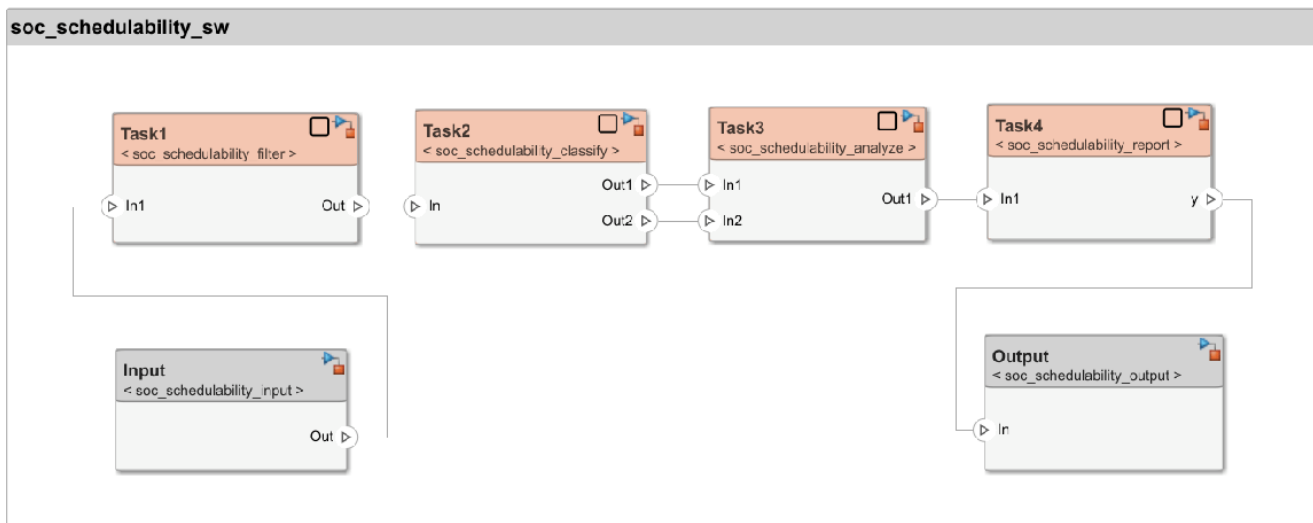 soc_schedulability_sw
Task1
< soc_schedulability_filter >
In1
Out
Task2
< soc_schedulability_classify >
In
Out1
Out2
Task3
< soc_schedulability_analyze >
In1
In2
Out1
Task4
< soc_schedulability_report >
In1
y
Input
< soc_schedulability_input >
Out
Output
< soc_schedulability_output >
In